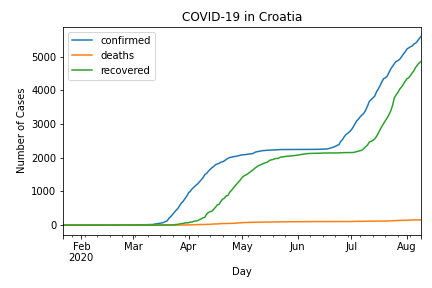 COVID-19 in Croatia
confirmed
deaths
recovered
Number of Cases
5000
4000
3000
2000
1000
0
Feb Mar Apr May Jun Jul Aug
2020
Day